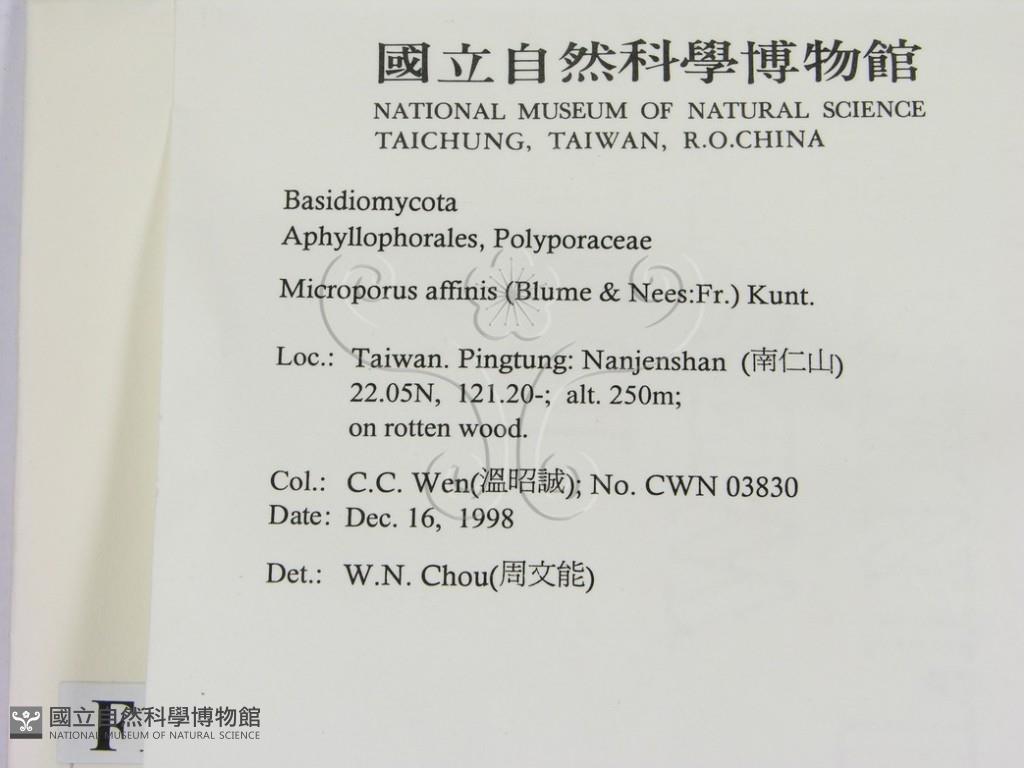 國立自然科學博物館
NATIONAL MUSEUM OF NATURAL SCIENCE
TAICHUNG, TAIWAN, R.O.CHINA
Basidiomycota
Aphyllophorales, Polyporaceae
Microporus affinis (Blume & Nees:Fr.) Kunt.
Loc.: Taiwan. Pingtung: Nanjenshan (南仁山)
22.05N, 121.20-; alt. 250m;
on rotten wood.
Col.: C.C. Wen(溫昭誠); No. CWN 03830
Date: Dec. 16, 1998
Det.: W.N. Chou(周文能)
F
國立自然科學博物館
NATIONAL MUSEUM OF NATURAL SCIENCE